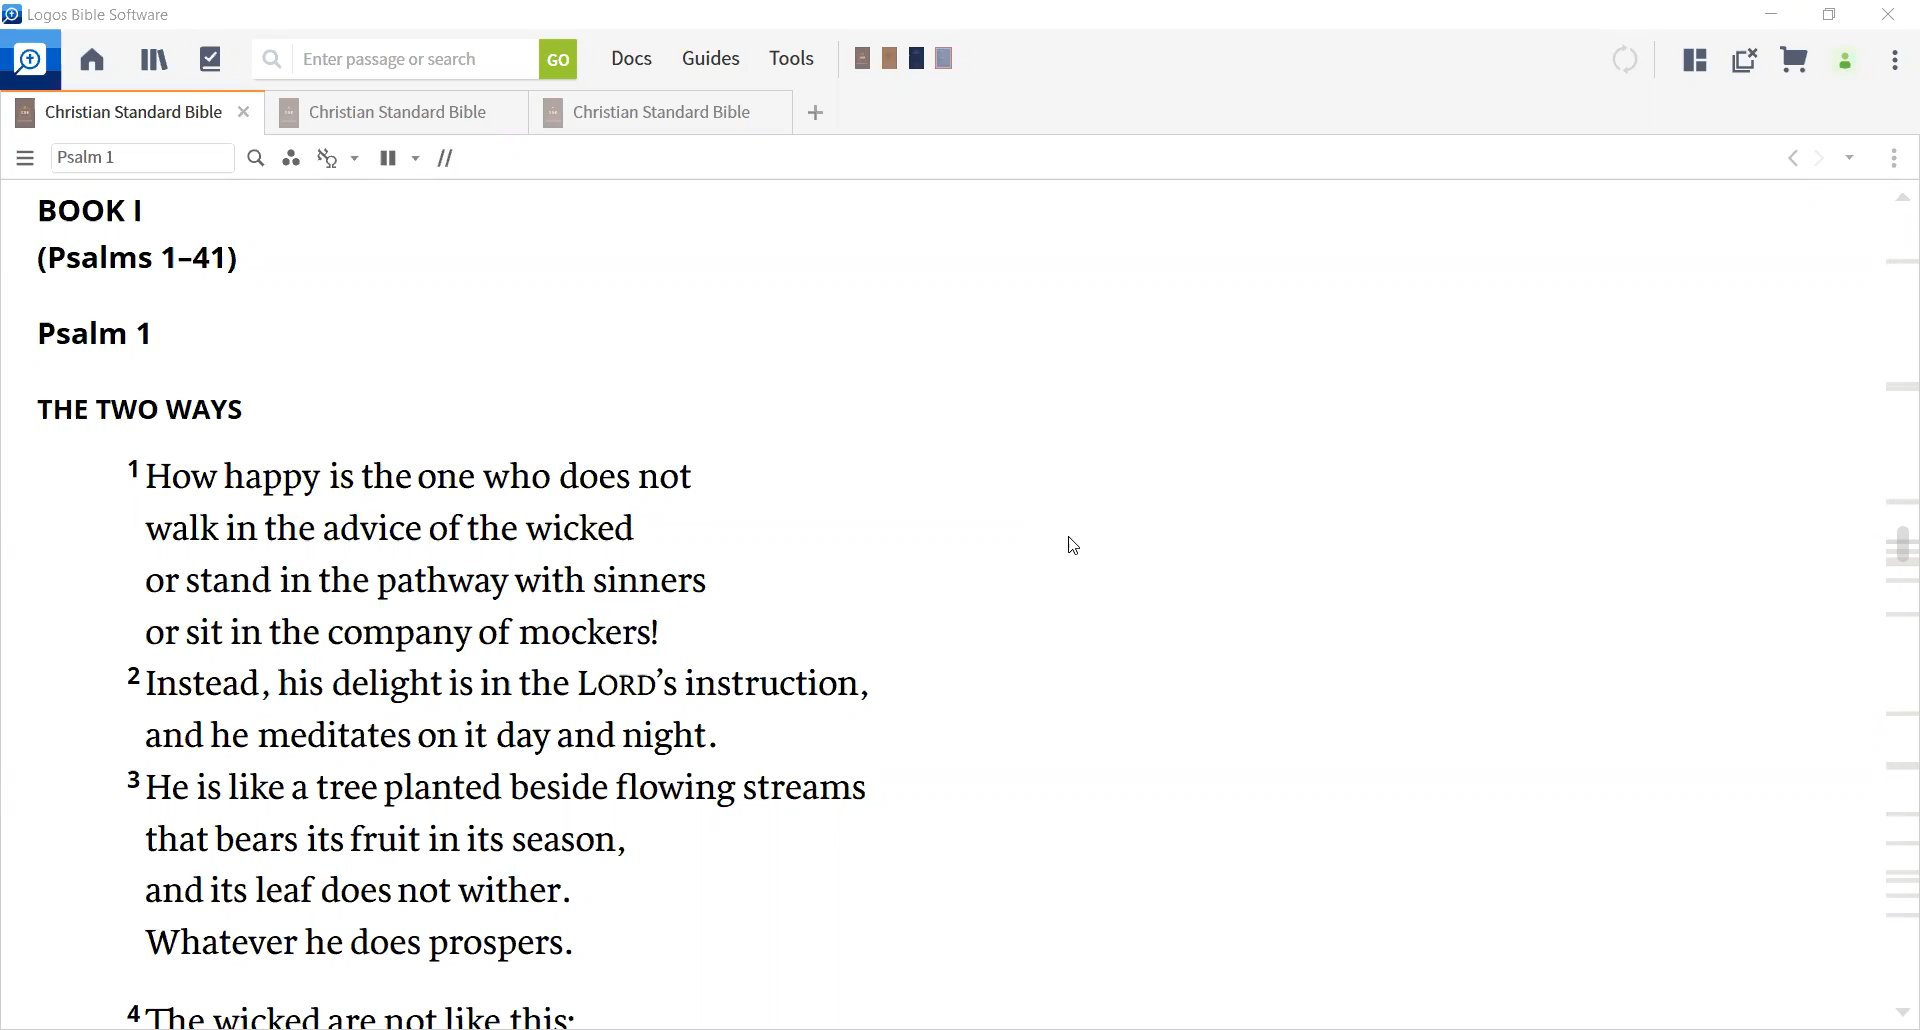 Logos Bible Software
Enter passage or search
GO
Docs
Guides
Tools
Christian Standard Bible
Christian Standard Bible
Christian Standard Bible
Psalm 1
BOOK I
(Psalms 1–41)
Psalm 1
THE TWO WAYS
1 How happy is the one who does not
walk in the advice of the wicked
or stand in the pathway with sinners
or sit in the company of mockers!
2 Instead, his delight is in the LORD’s instruction,
and he meditates on it day and night.
3 He is like a tree planted beside flowing streams
that bears its fruit in its season,
and its leaf does not wither.
Whatever he does prospers.
4 The wicked are not like this;